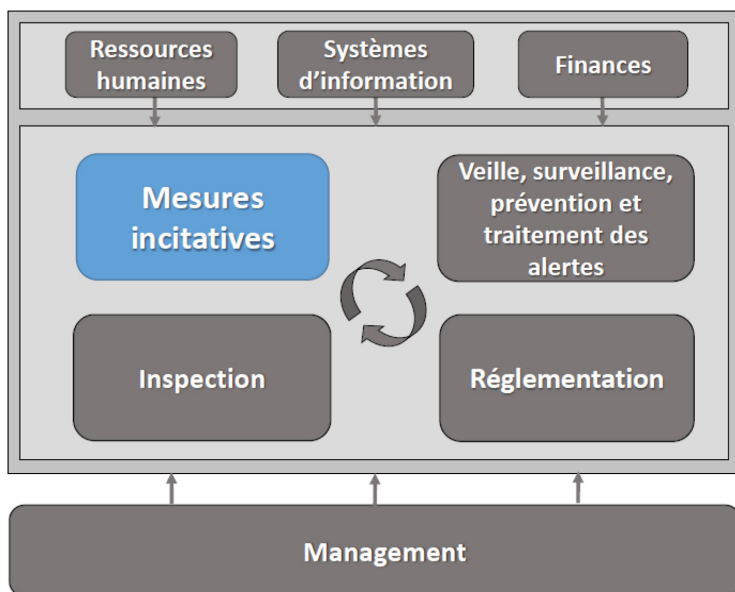 Ressources
humaines
Systèmes
d'information
Finances
Mesures
incitatives
Veille, surveillance,
prévention et
traitement des
alertes
Inspection
Réglementation
Management